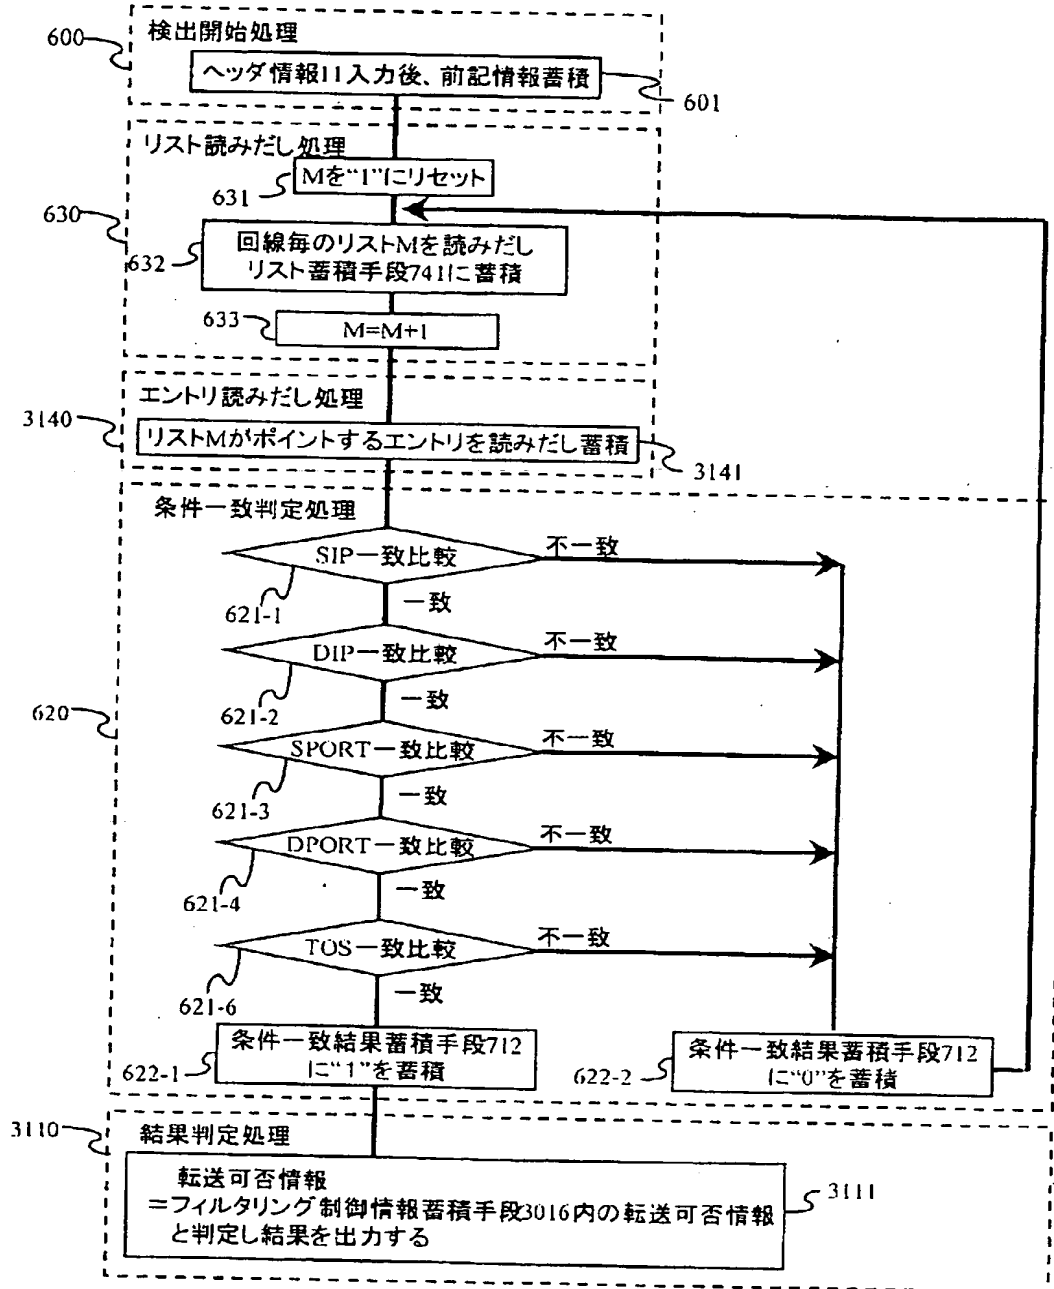 検出開始処理
600
ヘッダ情報11入力後、前記情報蓄積
601
リスト読みだし処理
Mを“1”にリセット
631
630
回線毎のリストMを読みだし
リスト蓄積手段741に蓄積
632
633
M=M+1
エントリ読みだし処理
3140
リストMがポイントするエントリを読みだし蓄積
3141
条件一致判定処理
SIP一致比較
不一致
621-1
一致
DIP一致比較
不一致
621-2
一致
620
SPORT一致比較
不一致
621-3
一致
DPORT一致比較
不一致
621-4
一致
TOS一致比較
不一致
621-6
一致
条件一致結果蓄積手段712
に“1”を蓄積
622-1
条件一致結果蓄積手段712
に“0”を蓄積
622-2
3110
結果判定処理
転送可否情報
=フィルタリング制御情報蓄積手段3016内の転送可否情報
と判定し結果を出力する
3111